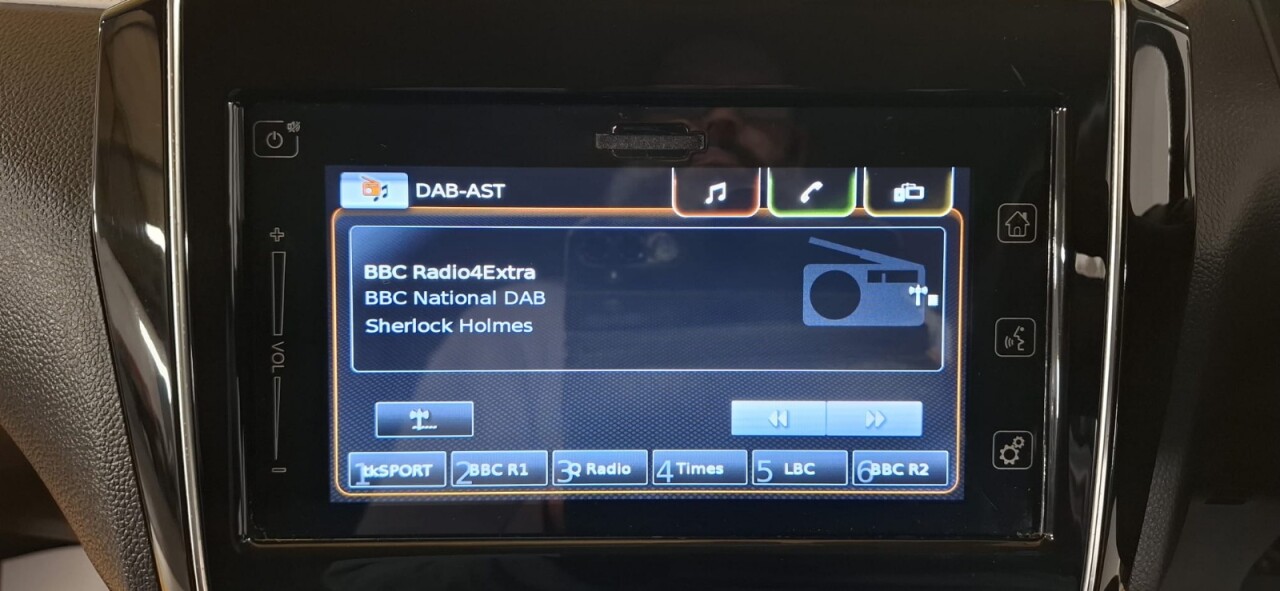 DAB-AST
BBC Radio4Extra
BBC National DAB
Sherlock Holmes
+
VOL
-
1 tkSPORT
2 BBC R1
3 Q Radio
4 Times
5 LBC
6 BBC R2